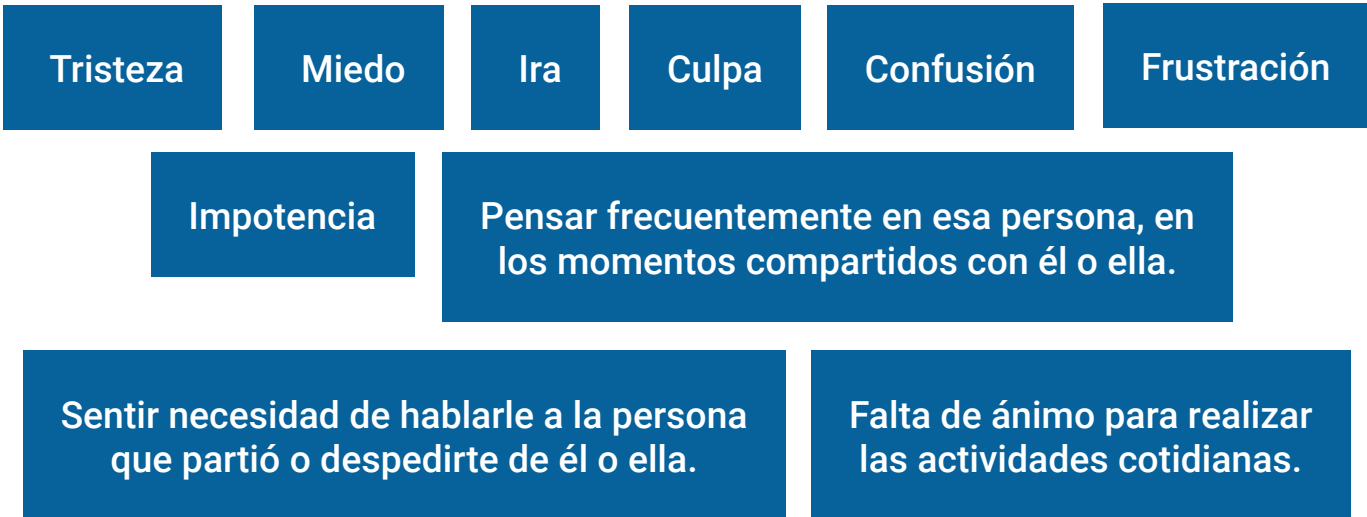 Tristeza
Miedo
Ira
Culpa
Confusión
Frustración
Impotencia
Pensar frecuentemente en esa persona, en
los momentos compartidos con él o ella.
Sentir necesidad de hablarle a la persona
que partió o despedirte de él o ella.
Falta de ánimo para realizar
las actividades cotidianas.